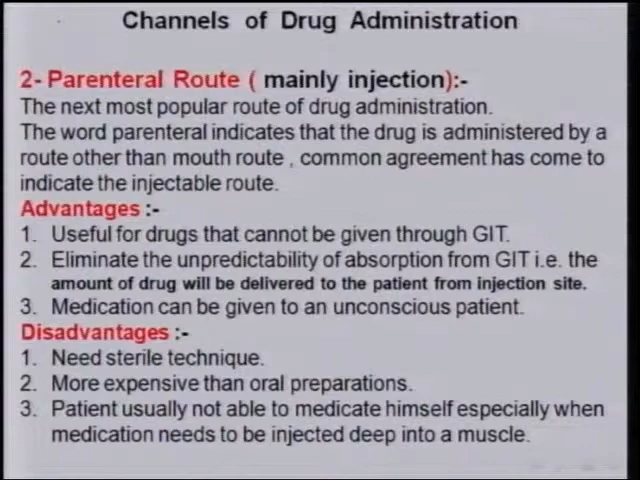 Channels of Drug Administration
2- Parenteral Route ( mainly injection):-
The next most popular route of drug administration.
The word parenteral indicates that the drug is administered by a
route other than mouth route , common agreement has come to
indicate the injectable route.
Advantages :-
1. Useful for drugs that cannot be given through GIT.
2. Eliminate the unpredictability of absorption from GIT i.e. the
amount of drug will be delivered to the patient from injection site.
3. Medication can be given to an unconscious patient.
Disadvantages :-
1. Need sterile technique.
2. More expensive than oral preparations.
3. Patient usually not able to medicate himself especially when
medication needs to be injected deep into a muscle.